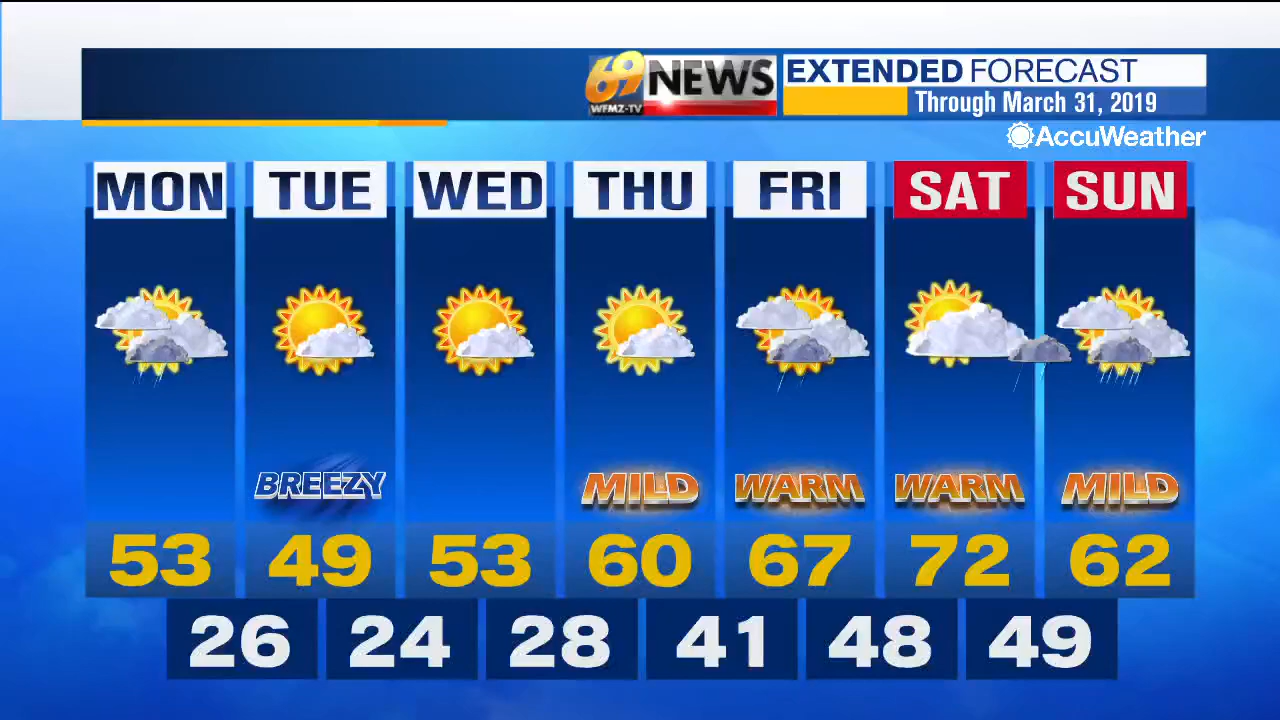 69 NEWS
WFMZ-TV
EXTENDED FORECAST
Through March 31, 2019
AccuWeather
MON TUE WED THU FRI SAT SUN
BREEZY MILD WARM WARM MILD
53 49 53 60 67 72 62
26 24 28 41 48 49